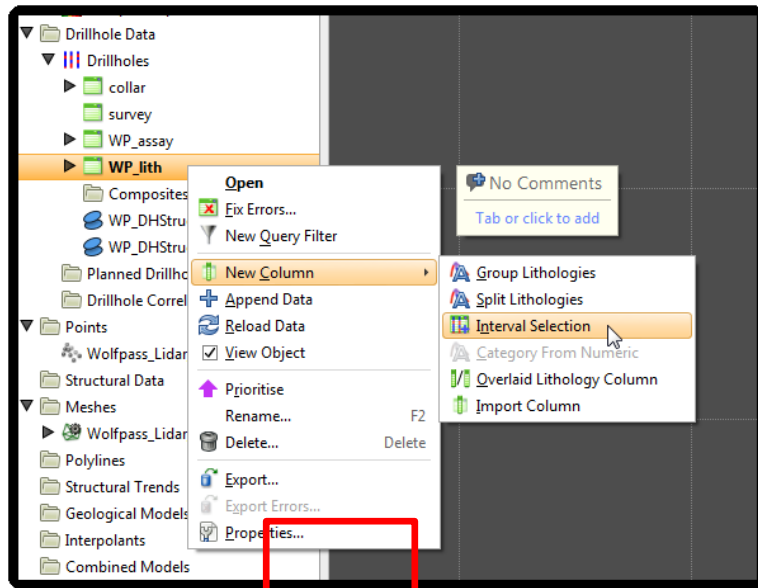 Drillhole Data
Drillholes
collar
survey
WP_assay
WP_lith
Composites
WP_DHStru
WP_DHStru
Planned Drillho
Drillhole Correl
Points
Wolfpass_Lidar
Structural Data
Meshes
Wolfpass_Lidar
Polylines
Structural Trends
Geological Models
Interpolants
Combined Models
Open
Fix Errors...
New Query Filter
New Column
Append Data
Reload Data
View Object
Prioritise
Rename... F2
Delete... Delete
Export...
Export Errors...
Properties...
No Comments
Tab or click to add
Group Lithologies
Split Lithologies
Interval Selection
Category From Numeric
Overlaid Lithology Column
Import Column